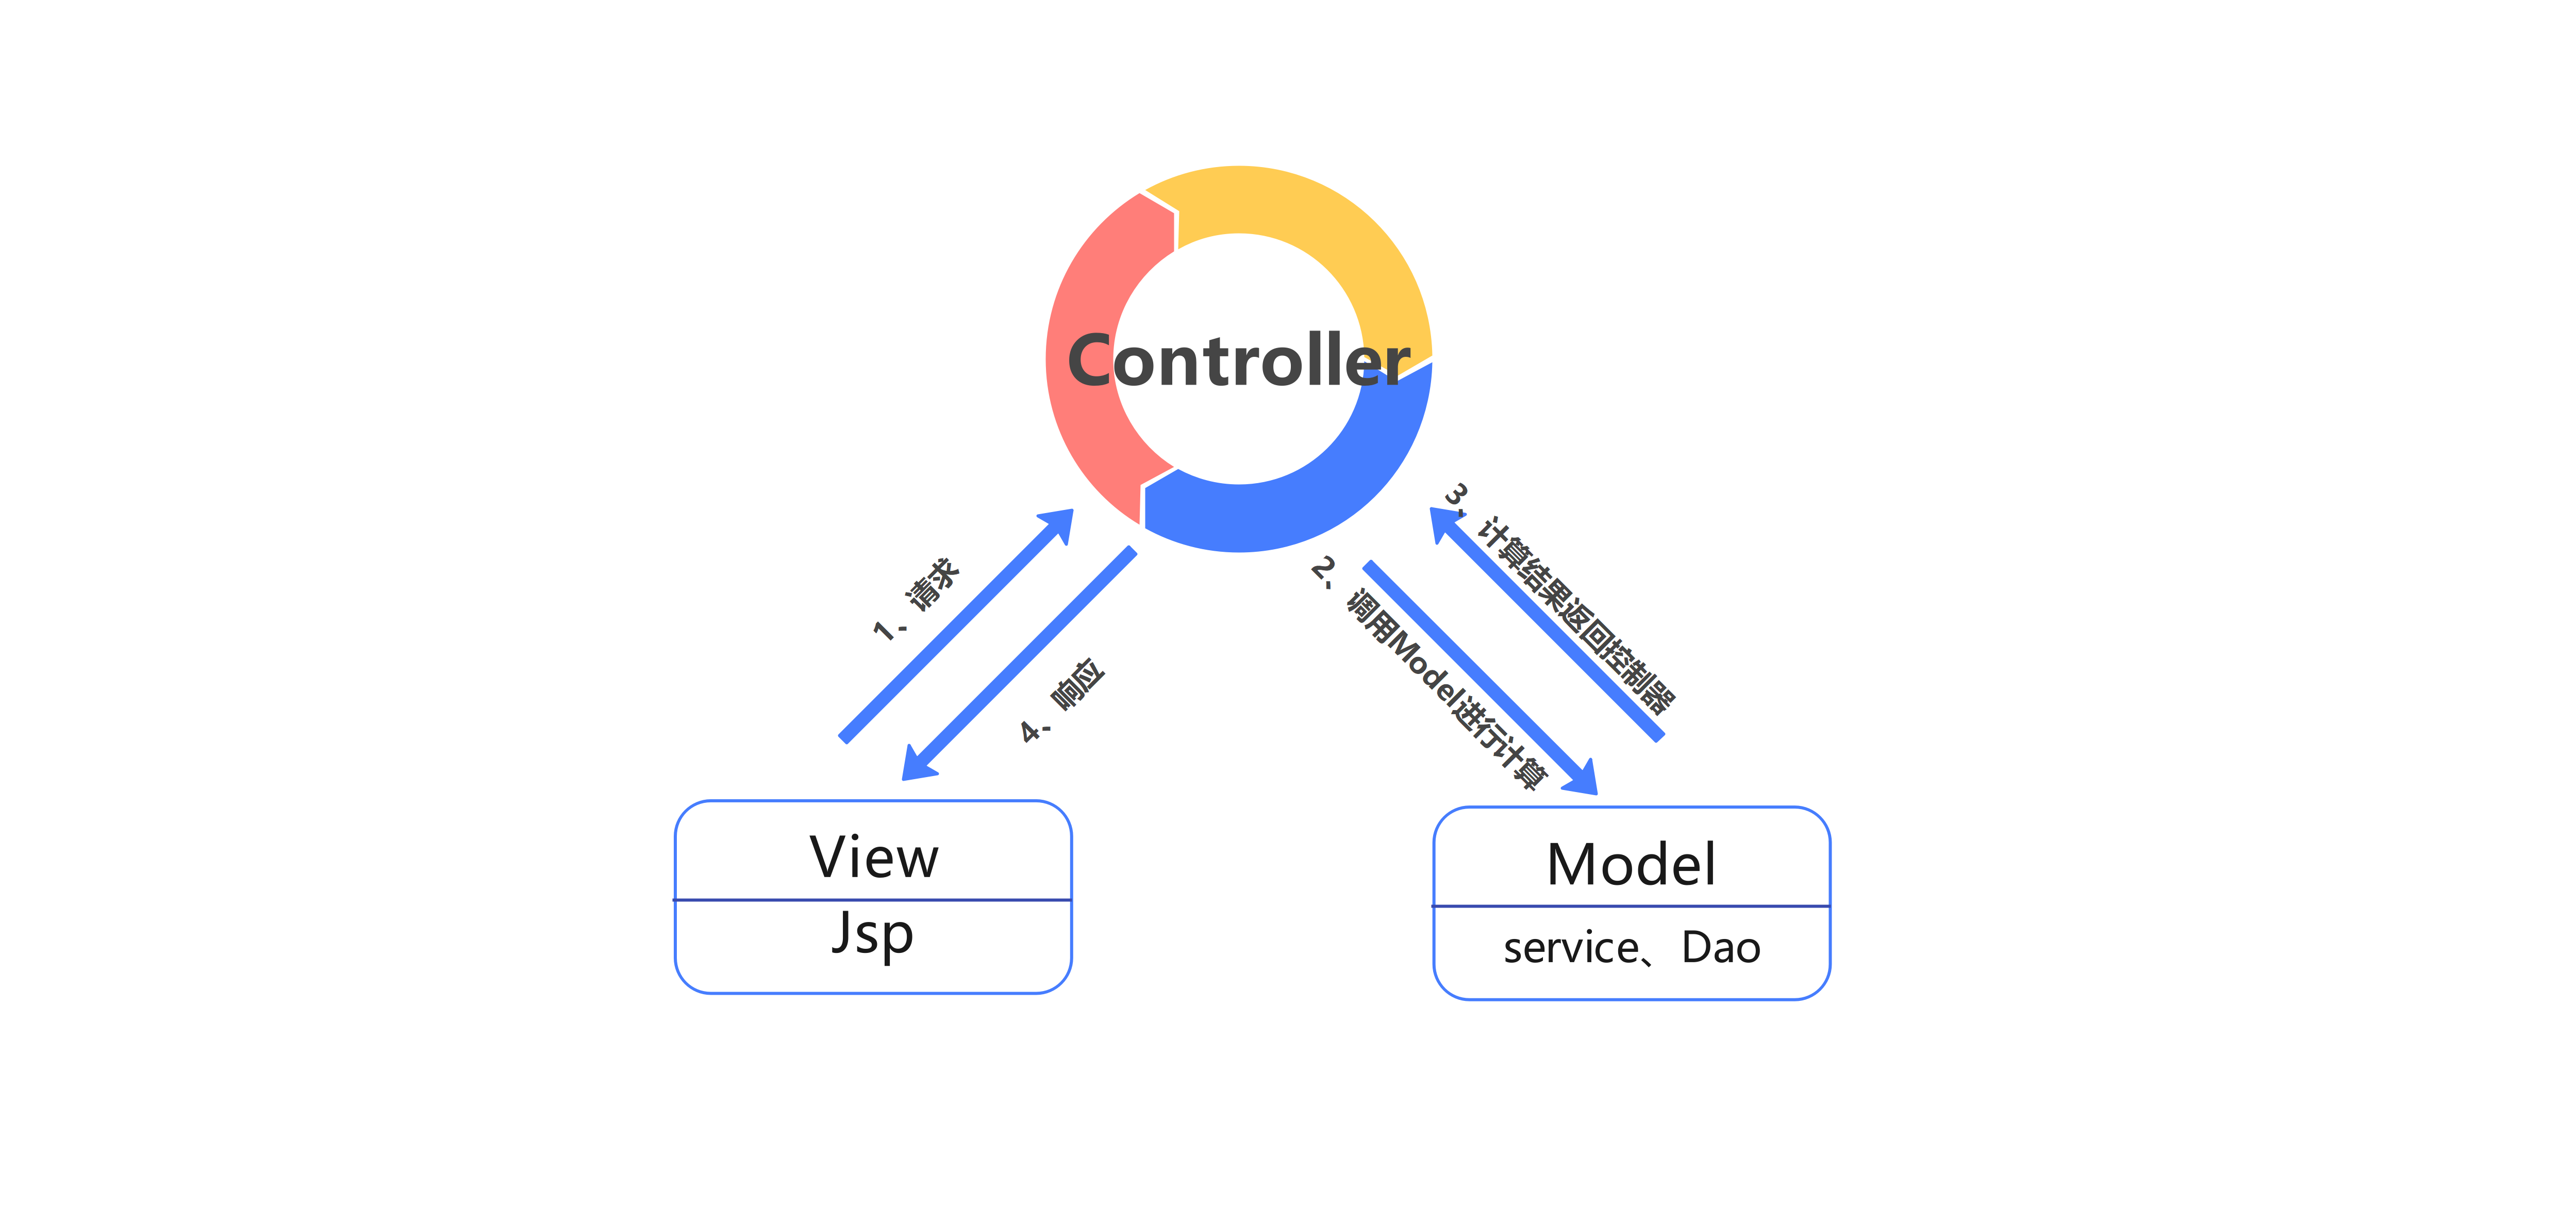 Controller
1、请求
4、响应
2、调用Model进行计算
3、计算结果返回控制器
View
Jsp
Model
service、Dao